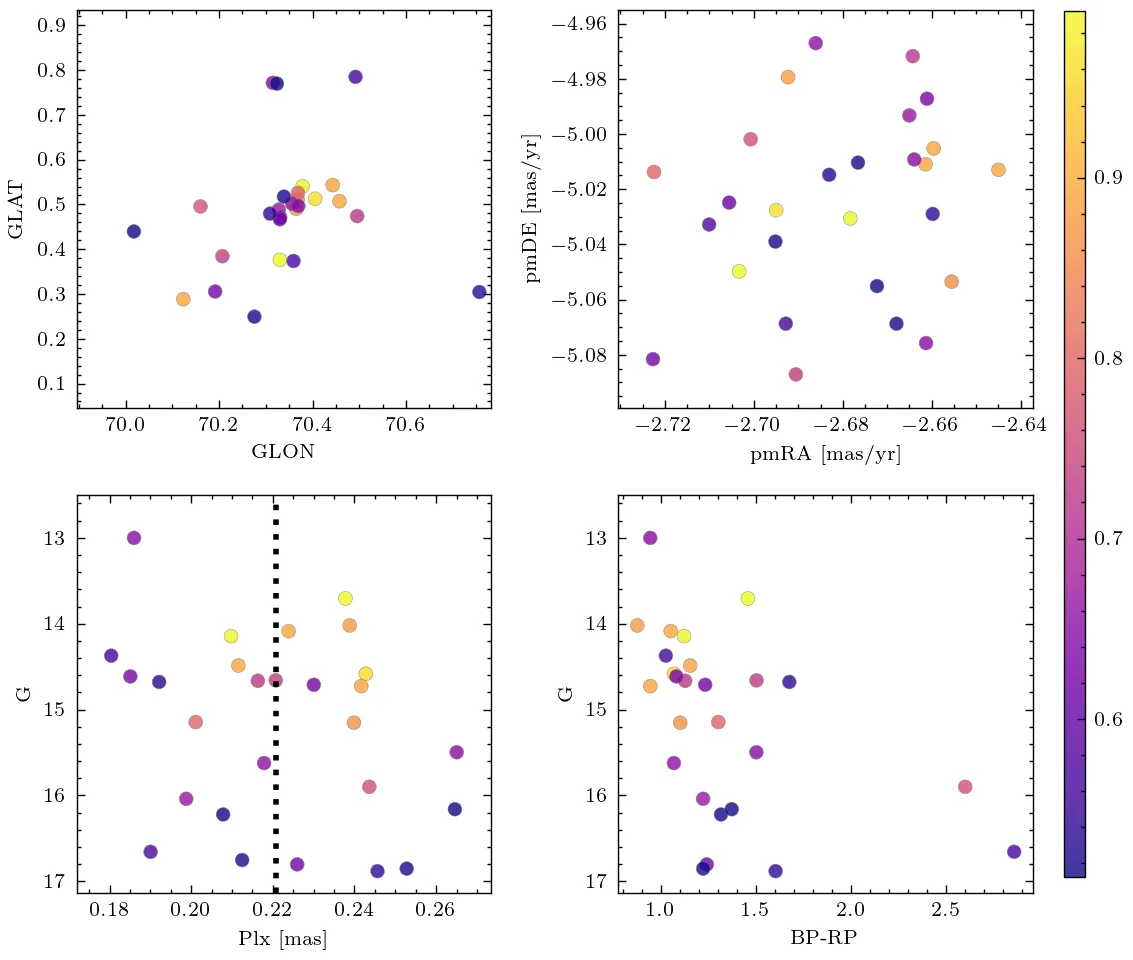 0.9
0.8
0.7
0.6
0.5
0.4
0.3
0.2
0.1
GLAT
70.0 70.2 70.4 70.6
GLON
−4.96
−4.98
−5.00
−5.02
−5.04
−5.06
−5.08
pmDE [mas/yr]
−2.72 −2.70 −2.68 −2.66 −2.64
pmRA [mas/yr]
13
14
15
16
17
G
0.18 0.20 0.22 0.24 0.26
Plx [mas]
13
14
15
16
17
G
1.0 1.5 2.0 2.5
BP-RP
0.9
0.8
0.7
0.6